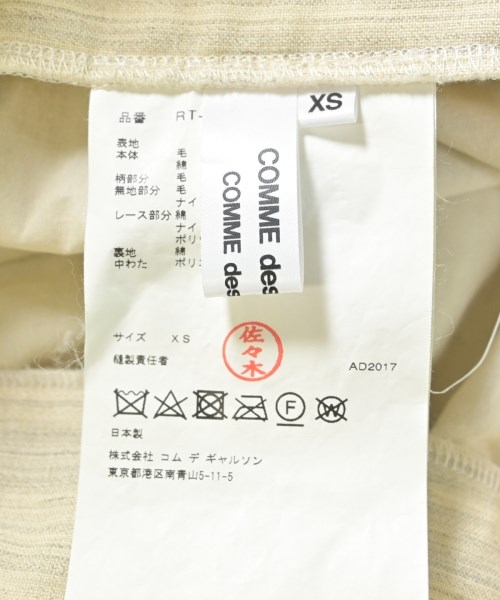 XS
COMME des
COMME des
品番 RT-
表地
本体 毛
綿
柄部分 毛
無地部分 毛
ナイ
レース部分 綿
ナイ
ポリ
裏地 綿
中わた ポリ
サイズ XS
縫製責任者
佐々木
AD2017
F
W
日本製
株式会社 コム デ ギャルソン
東京都港区南青山5-11-5